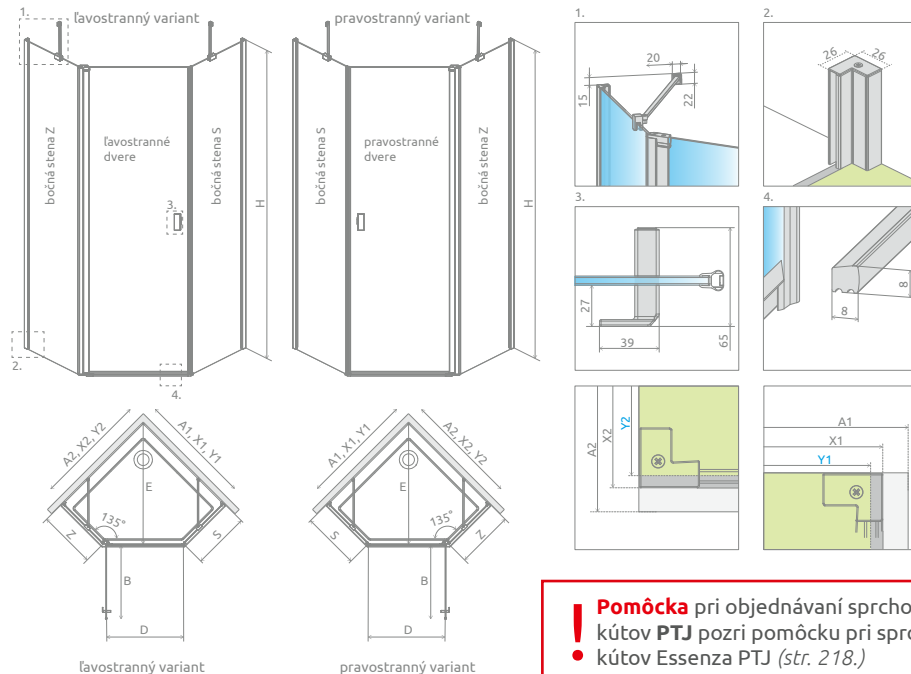 1.
ľavostranný variant
pravostranný variant
bočná stena Z
ľavostranné
dvere
bočná stena S
H
3.
2.
4.
bočná stena S
pravostranné
dvere
bočná stena Z
H
1.
20
15
22
2.
26
26
3.
27
39
65
4.
8
8
A2, X2, Y2
A1, X1, Y1
E
135°
Z
S
B
D
ľavostranný variant
A1, X1, Y1
A2, X2, Y2
E
135°
S
Z
B
D
pravostranný variant
A2
X2
Y2
A1
X1
Y1
! Pomôcka pri objednávaní sprcho
kútov PTJ pozri pomôcku pri spro
kútov Essenza PTJ (str. 218.)